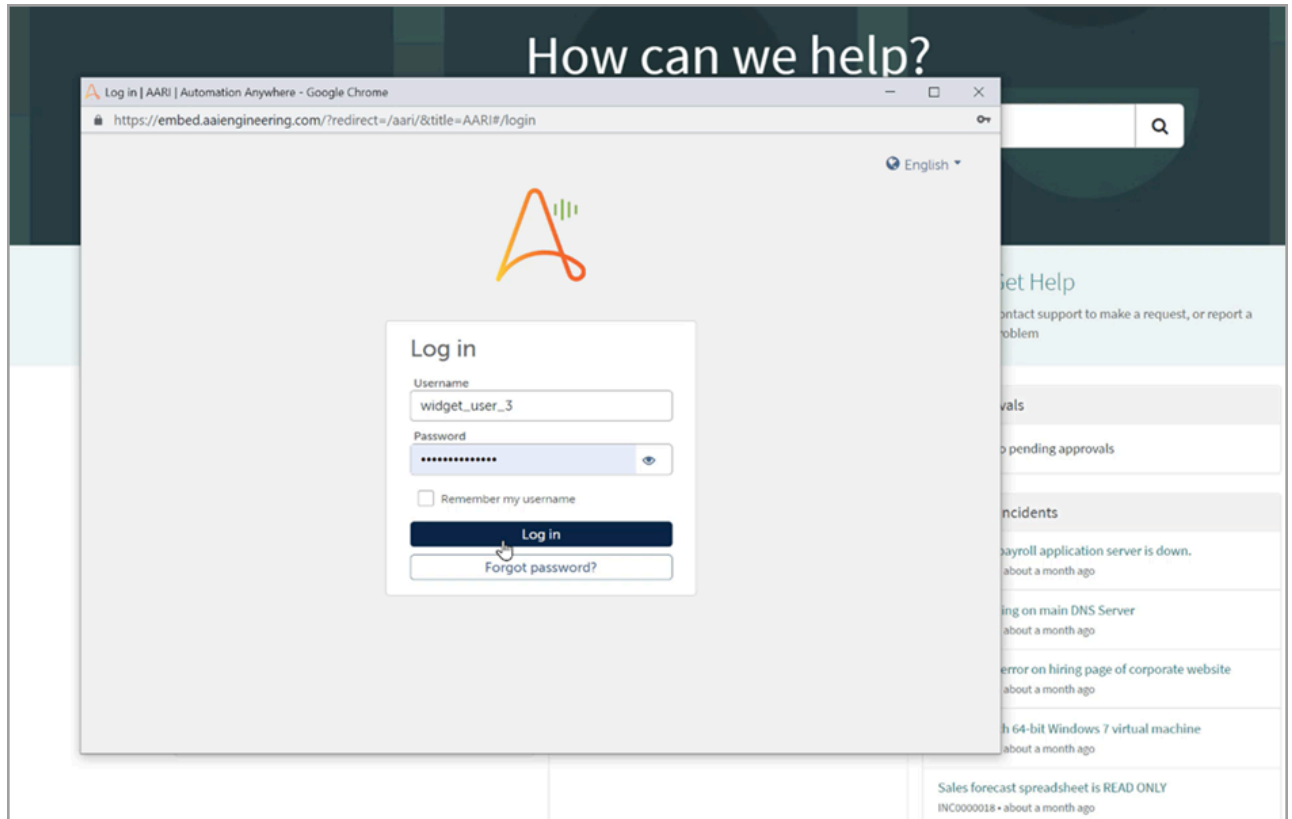 How can we help?
Log in | AARI | Automation Anywhere - Google Chrome
https://embed.aaiengineering.com/?redirect=/aari/&title=AARI#/login
English
Log in
Username
widget_user_3
Password
••••••••••••••
Remember my username
Log in
Forgot password?
Get Help
contact support to make a request, or report a
problem
vals
pending approvals
ncidents
payroll application server is down.
about a month ago
ing on main DNS Server
about a month ago
error on hiring page of corporate website
about a month ago
h 64-bit Windows 7 virtual machine
about a month ago
Sales forecast spreadsheet is READ ONLY
INC0000018 • about a month ago